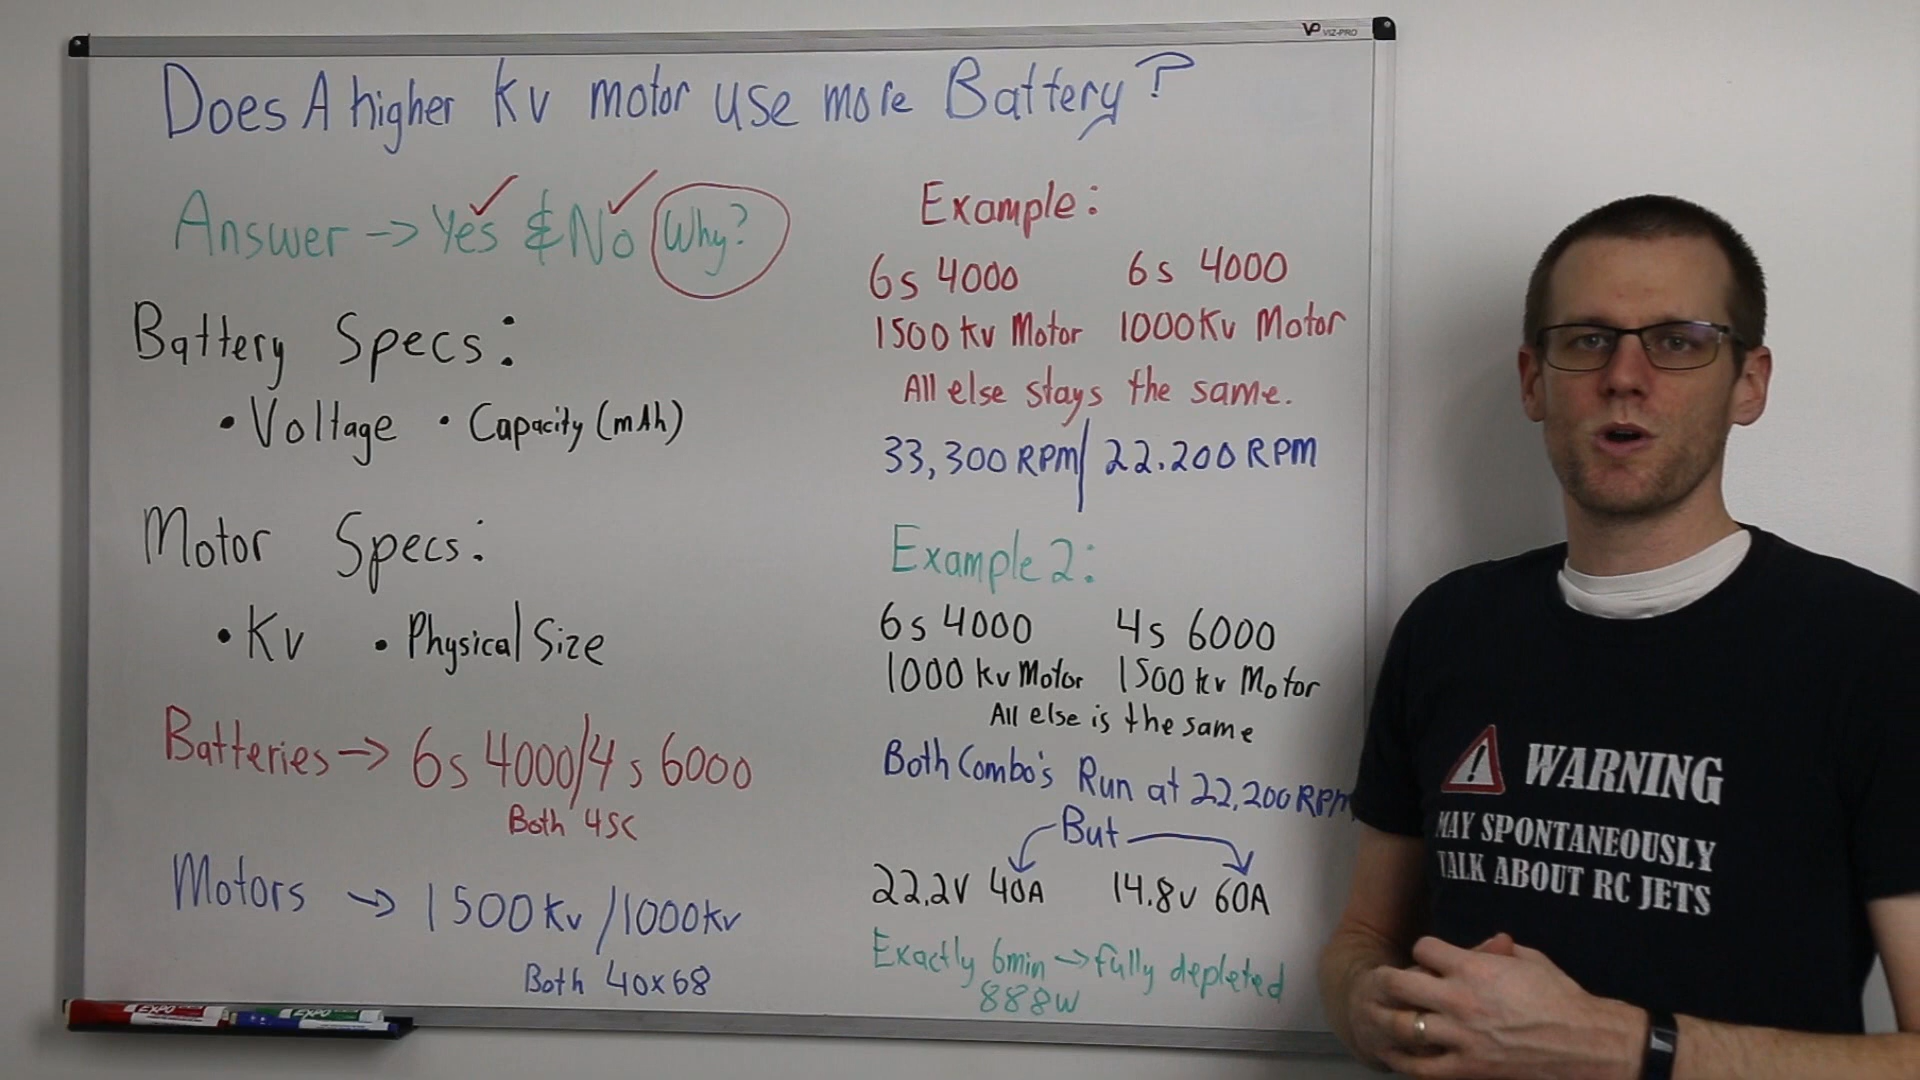 VP VIZ-PRO
Does A higher Kv motor use more Battery?
Answer -> Yes & No Why?
Battery Specs:
• Voltage • Capacity (mAh)
Motor Specs:
• Kv • Physical Size
Batteries -> 6s 4000/4s 6000
Both 45c
Motors -> 1500Kv/1000Kv
Both 40x68
Example:
6s 4000 6s 4000
1500 Kv Motor 1000Kv Motor
All else stays the same.
33,300 RPM/22.200 RPM
Example 2:
6s 4000 4s 6000
1000 Kv Motor 1500 Kv Motor
All else is the same
Both Combo's Run at 22,200 RPM
But
22.2V 40A 14.8v 60A
Exactly 6min -> fully depleted
888W
EXPO EXPO
WARNING
MAY SPONTANEOUSLY
TALK ABOUT RC JETS